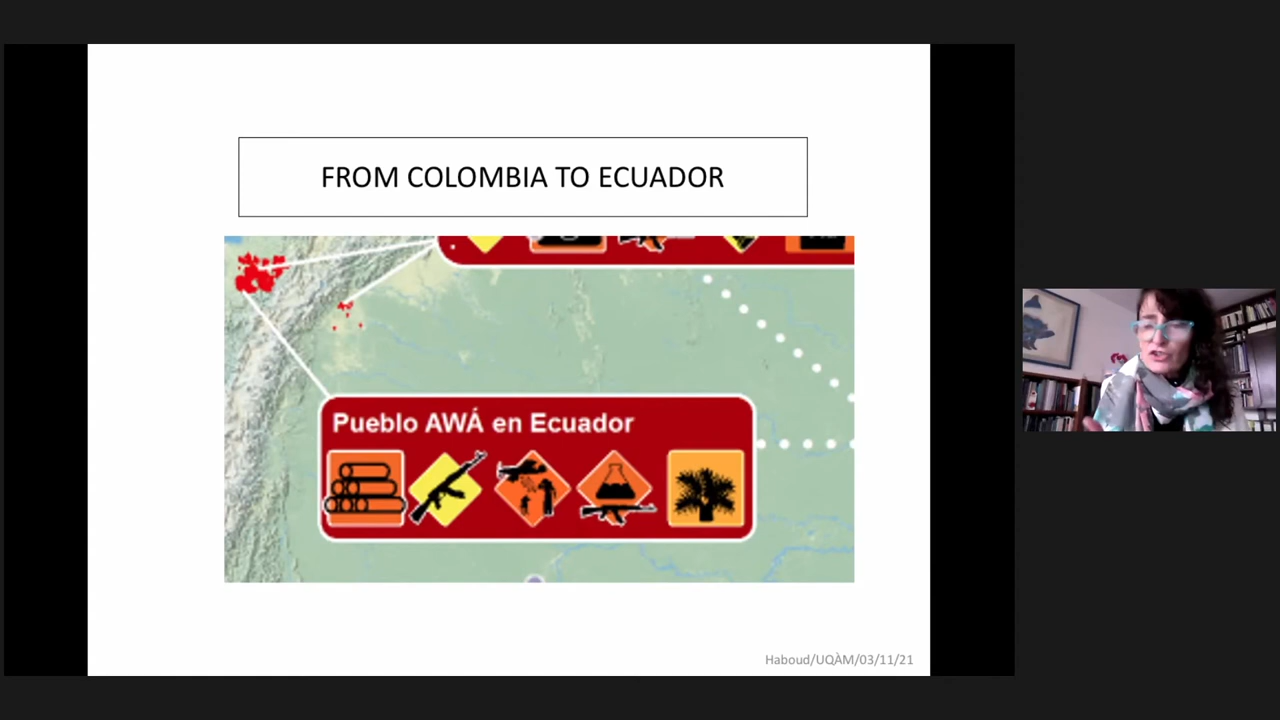 FROM COLOMBIA TO ECUADOR
Pueblo AWÁ en Ecuador
Haboud/UQÀM/03/11/21